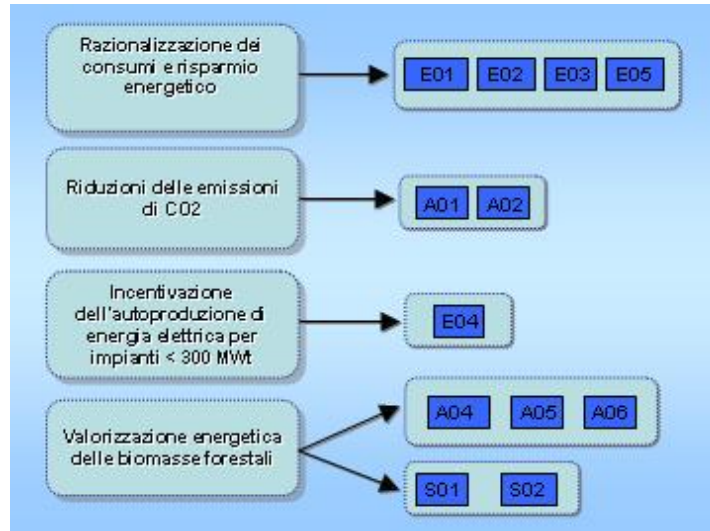 Razionalizzazione dei
consumi e risparmio
energetico
E01 E02 E03 E05
Riduzioni delle emissioni
di CO2
A01 A02
Incentivazione
dell'autoproduzione di
energia elettrica per
impianti < 300 MWt
E04
Valorizzazione energetica
delle biomasse forestali
A04 A05 A06
S01 S02